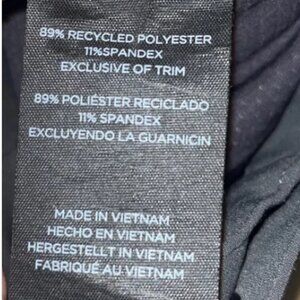 89% RECYCLED POLYESTER
11%SPANDEX
EXCLUSIVE OF TRIM
89% POLIÉSTER RECICLADO
11% SPANDEX
EXCLUYENDO LA GUARNICIN
MADE IN VIETNAM
HECHO EN VIETNAM
HERGESTELLT IN VIETNAM
FABRIQUÉ AU VIETNAM